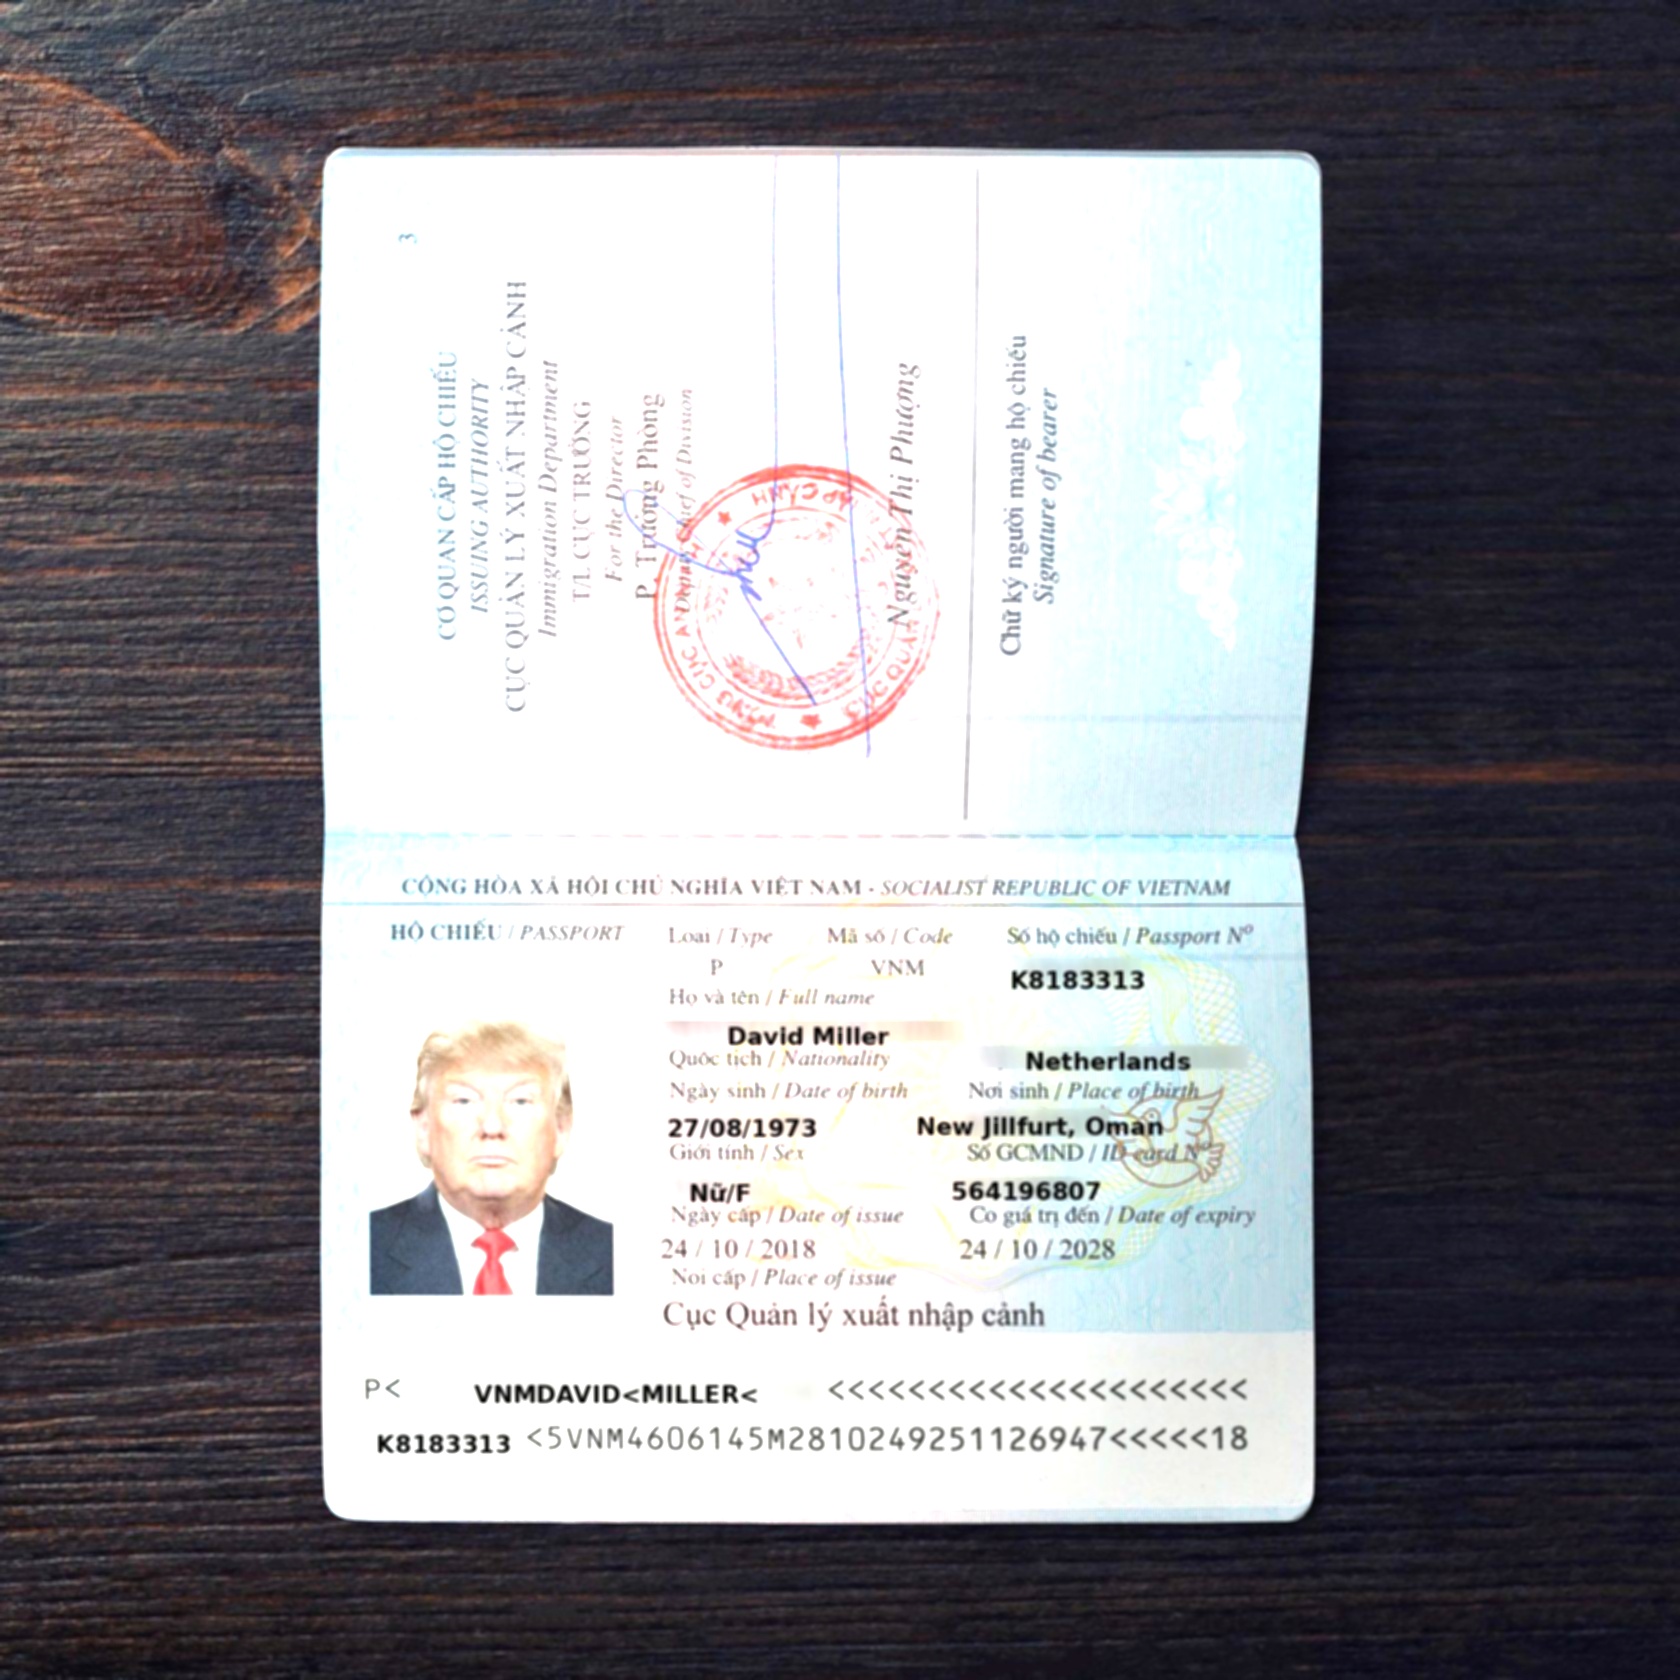 3
CƠ QUAN CẤP HỘ CHIẾU
ISSUING AUTHORITY
CỤC QUẢN LÝ XUẤT NHẬP CẢNH
Immigration Department
T/L CỤC TRƯỞNG
For the Director
P. Trưởng Phòng
Deputy Chief of Division
Nguyễn Thị Phượng
Chữ ký người mang hộ chiếu
Signature of bearer
CỘNG HÒA XÃ HỘI CHỦ NGHĨA VIỆT NAM - SOCIALIST REPUBLIC OF VIETNAM
HỘ CHIẾU / PASSPORT Loại / Type Mã số / Code Số hộ chiếu / Passport Nº
P VNM K8183313
Họ và tên / Full name
David Miller
Quốc tịch / Nationality Netherlands
Ngày sinh / Date of birth Nơi sinh / Place of birth
27/08/1973 New Jillfurt, Oman
Giới tính / Sex Số GCMND / ID card Nº
Nữ/F 564196807
Ngày cấp / Date of issue Có giá trị đến / Date of expiry
24 / 10 / 2018 24 / 10 / 2028
Nơi cấp / Place of issue
Cục Quản lý xuất nhập cảnh
P< VNMDAVID<MILLER< <<<<<<<<<<<<<<<<<<<<<
K8183313 <5VNM4606145M2810249251126947<<<<<18